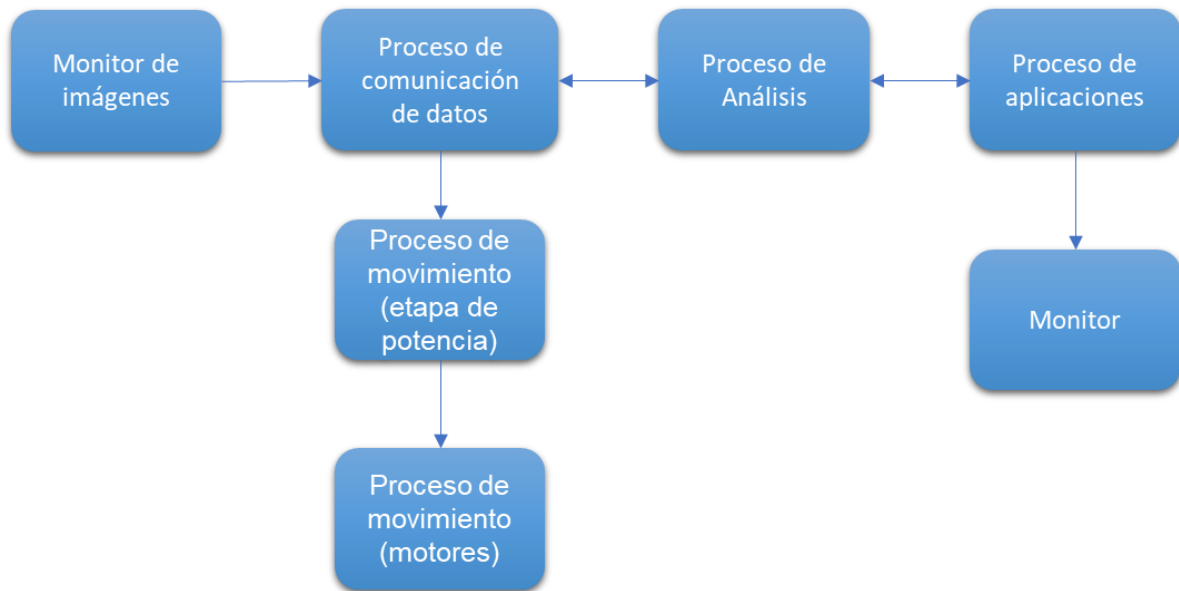 Monitor de
imágenes
Proceso de
comunicación
de datos
Proceso de
Análisis
Proceso de
aplicaciones
Proceso de
movimiento
(etapa de
potencia)
Monitor
Proceso de
movimiento
(motores)